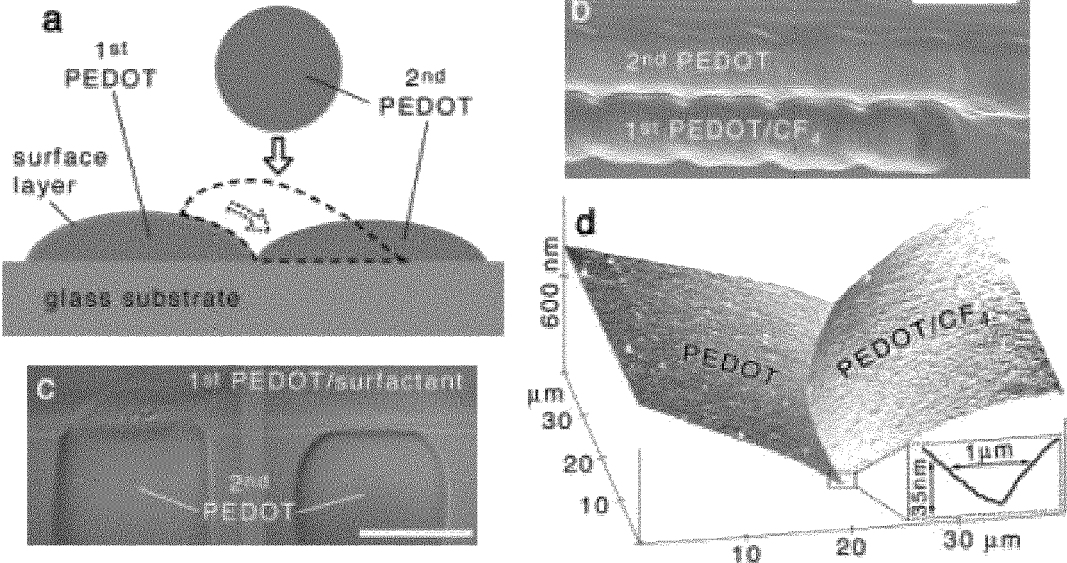 a
1st
PEDOT
2nd
PEDOT
surface
layer
glass substrate
b
2nd PEDOT
1st PEDOT/CF4
c
1st PEDOT/surfactant
2nd
PEDOT
d
600 nm
PEDOT
PEDOT/CF4
μm
30
20
10
10
20
30 μm
1μm
35nm